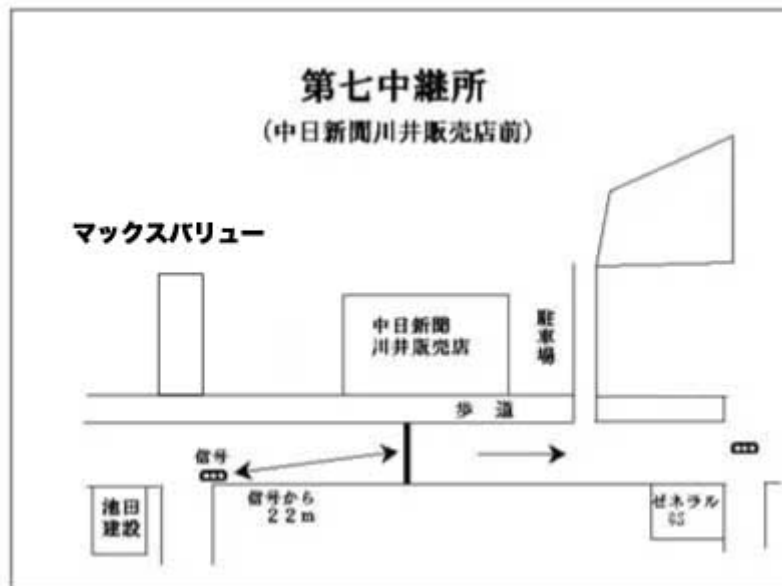 第七中継所
(中日新聞川井販売店前)
マックスバリュー
中日新聞
川井販売店
駐車場
歩道
信号
信号から
22m
池田
建設
ゼネラル
GS